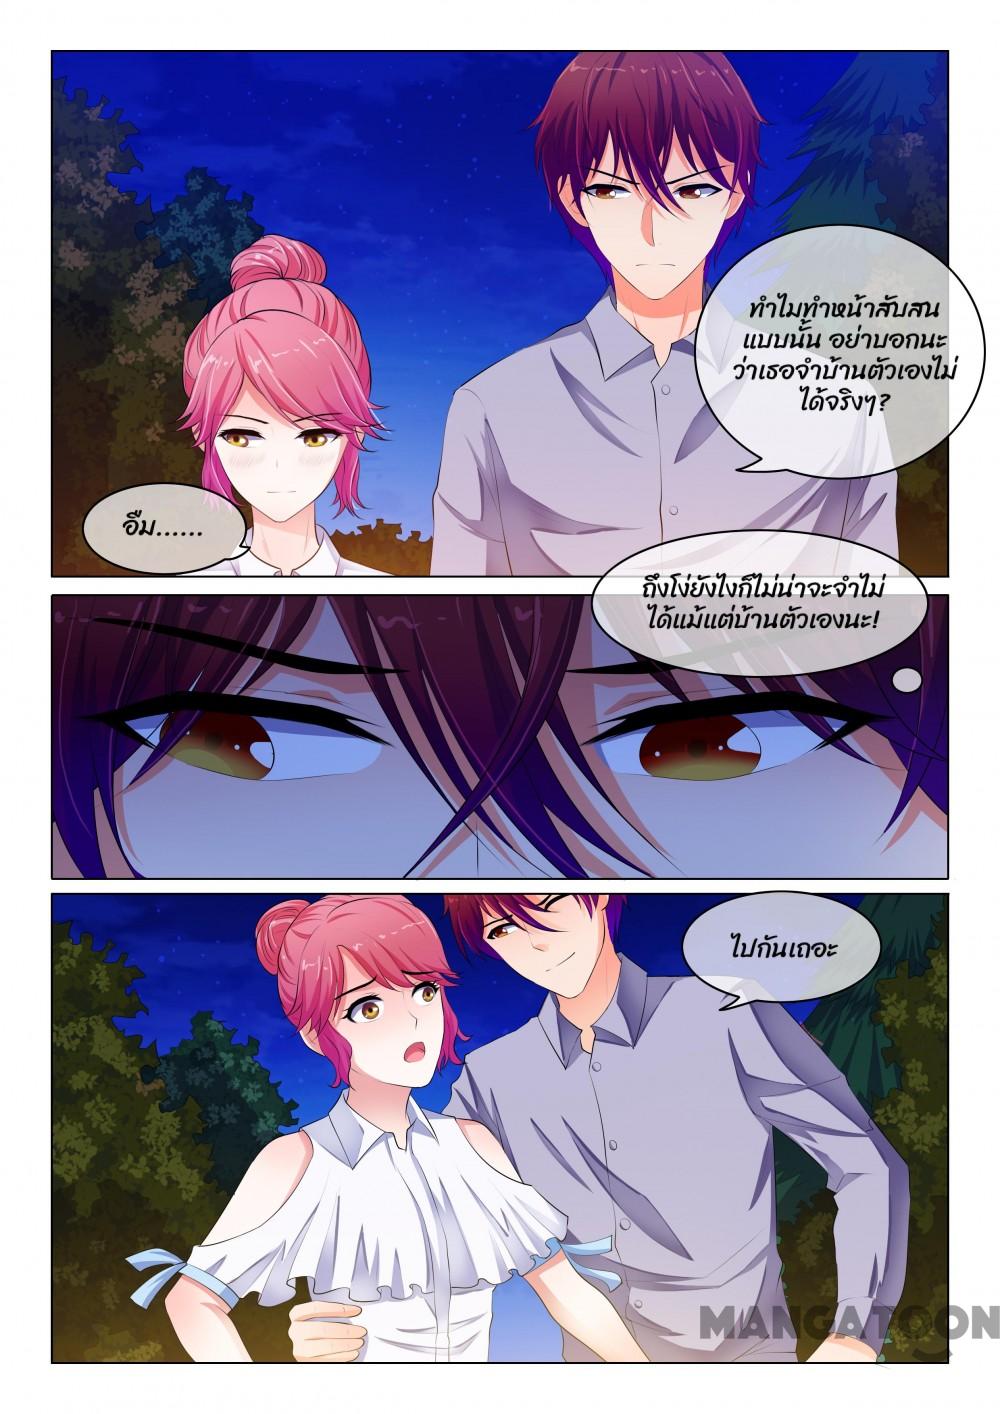 ทำไมทำหน้าสับสน
แบบนั้น อย่าบอกนะ
ว่าเธอจำบ้านตัวเองไม่
ได้จริงๆ?
อืม......
ถึงโง่ยังไงก็ไม่น่าจะจำไม่
ได้แม้แต่บ้านตัวเองนะ!
ไปกันเถอะ
MANGATOON